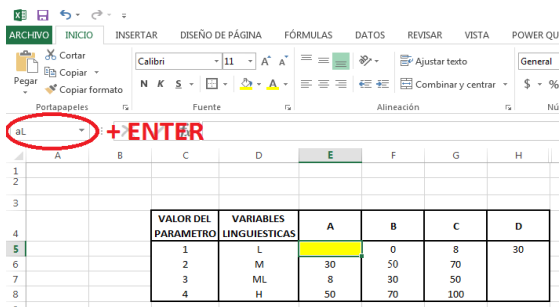 ARCHIVO INICIO INSERTAR DISEÑO DE PÁGINA FÓRMULAS DATOS REVISAR VISTA POWER QU
Cortar
Copiar
Copiar formato
Pegar
Calibri 11 A A
N K S A
Ajustar texto
Combinar y centrar
General
$ %
Portapapeles Fuente Alineación Nú
aL + ENTER
A B C D E F G H
1
2
3
4 VALOR DEL PARAMETRO VARIABLES LINGUIESTICAS A B C D
5 1 L 0 8 30
6 2 M 30 50 70
7 3 ML 8 30 50
8 4 H 50 70 100